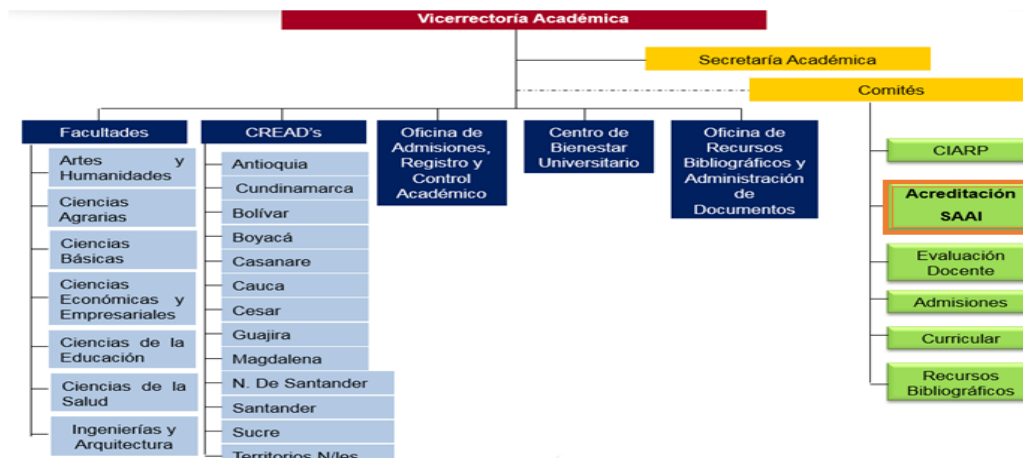 Vicerrectoría Académica
Secretaría Académica
Comités
Facultades
Artes y
Humanidades
Ciencias
Agrarias
Ciencias
Básicas
Ciencias
Económicas y
Empresariales
Ciencias de la
Educación
Ciencias de la
Salud
Ingenierías y
Arquitectura
CREAD's
Antioquia
Cundinamarca
Bolívar
Boyacá
Casanare
Cauca
Cesar
Guajira
Magdalena
N. De Santander
Santander
Sucre
Territorios N/les
Oficina de
Admisiones,
Registro y
Control
Académico
Centro de
Bienestar
Universitario
Oficina de
Recursos
Bibliográficos y
Administración
de
Documentos
CIARP
Acreditación
SAAI
Evaluación
Docente
Admisiones
Curricular
Recursos
Bibliográficos